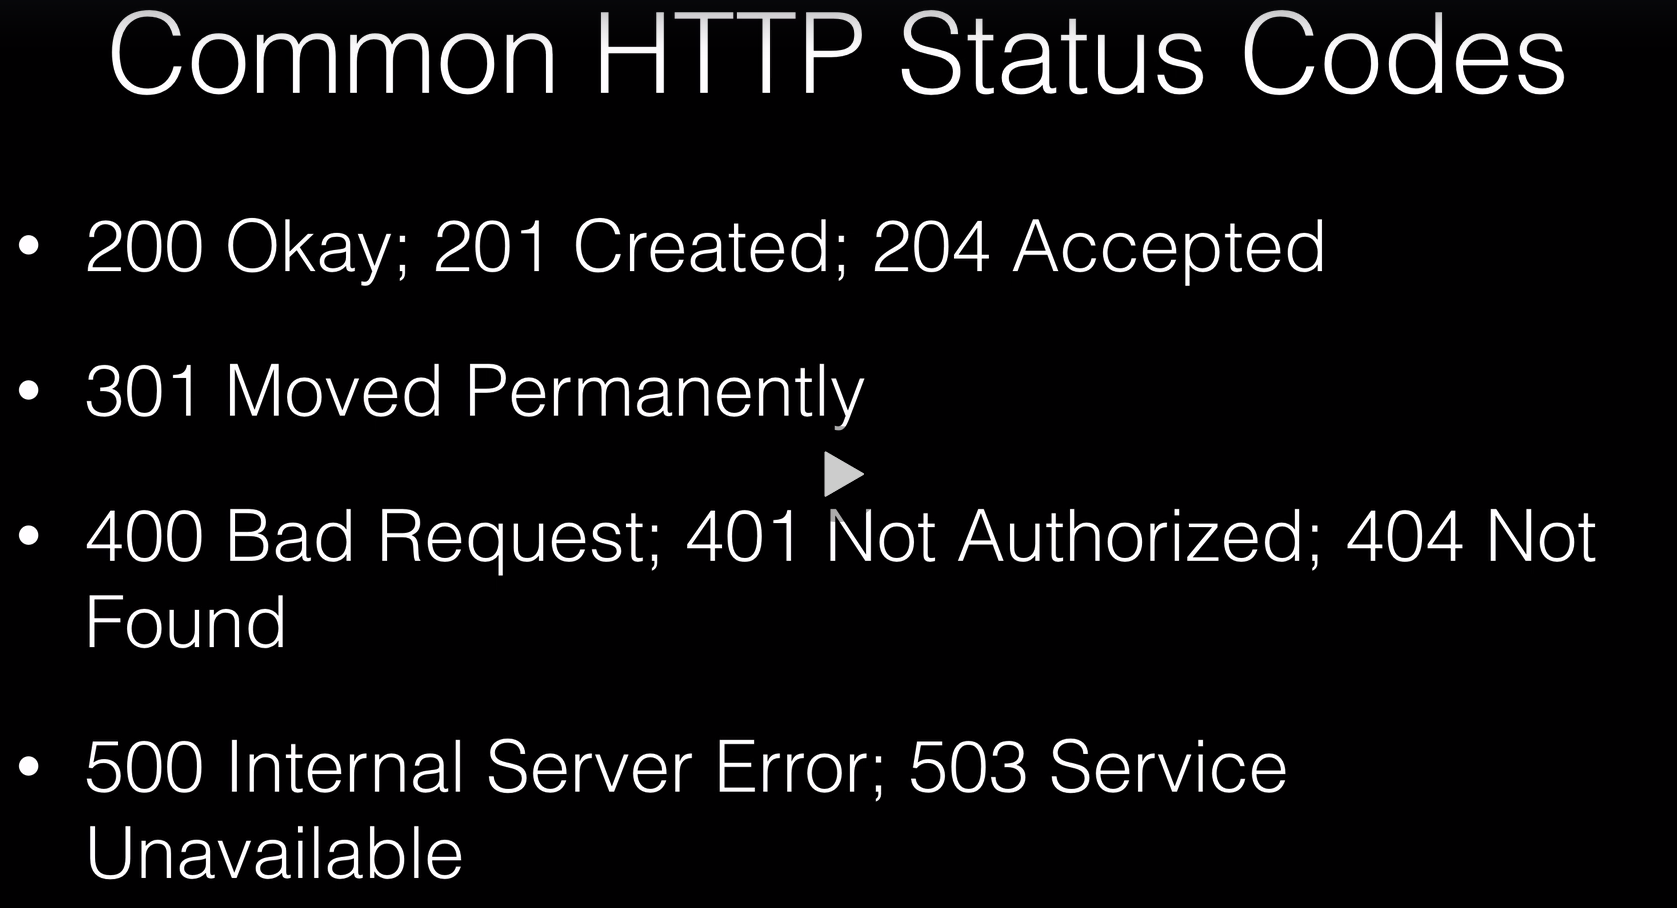 Common HTTP Status Codes
• 200 Okay; 201 Created; 204 Accepted
• 301 Moved Permanently
• 400 Bad Request; 401 Not Authorized; 404 Not
Found
• 500 Internal Server Error; 503 Service
Unavailable